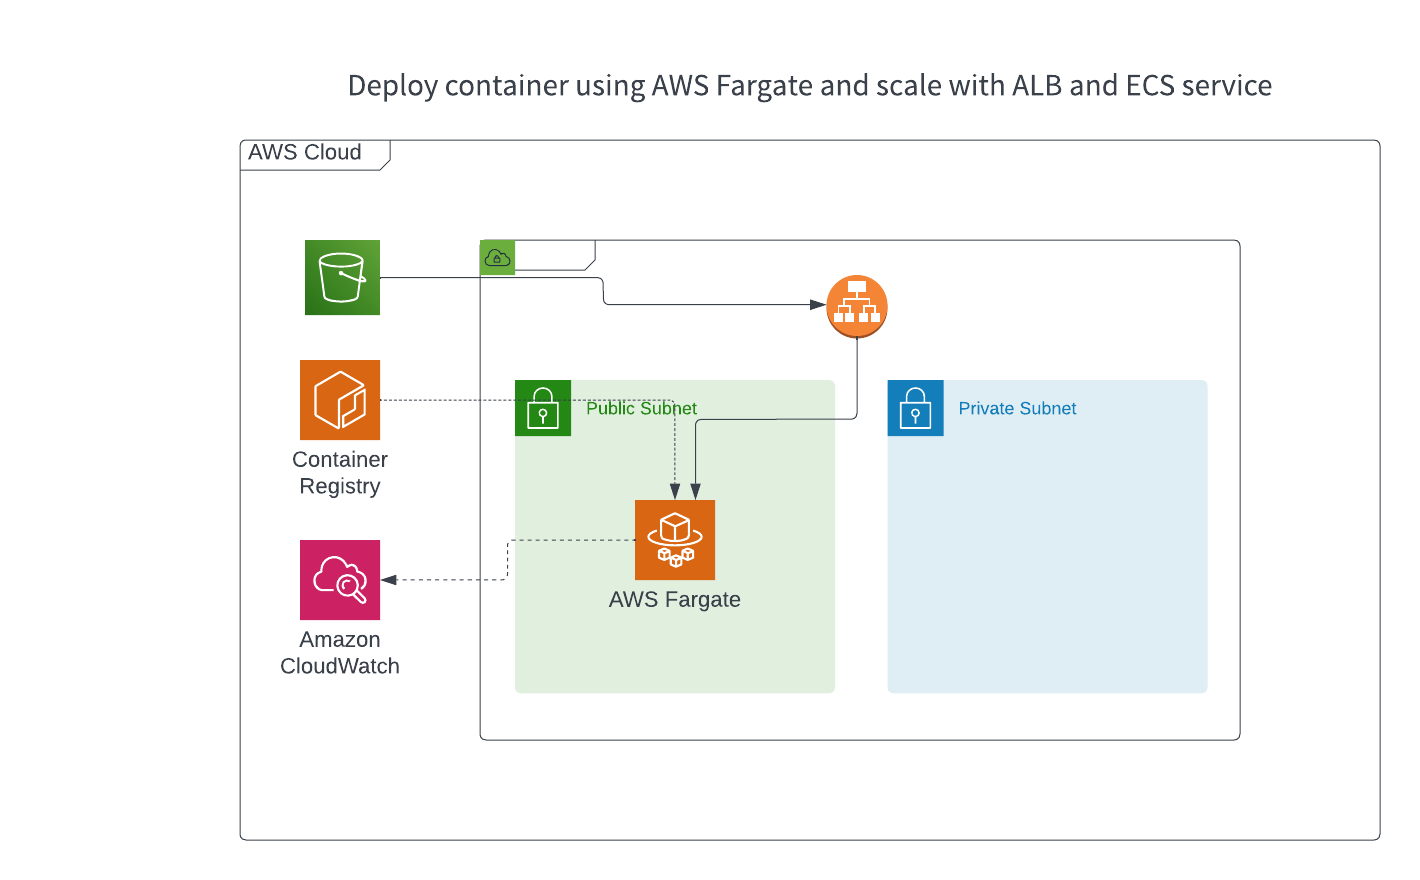 Deploy container using AWS Fargate and scale with ALB and ECS service
AWS Cloud
Public Subnet
Private Subnet
Container
Registry
AWS Fargate
Amazon
CloudWatch